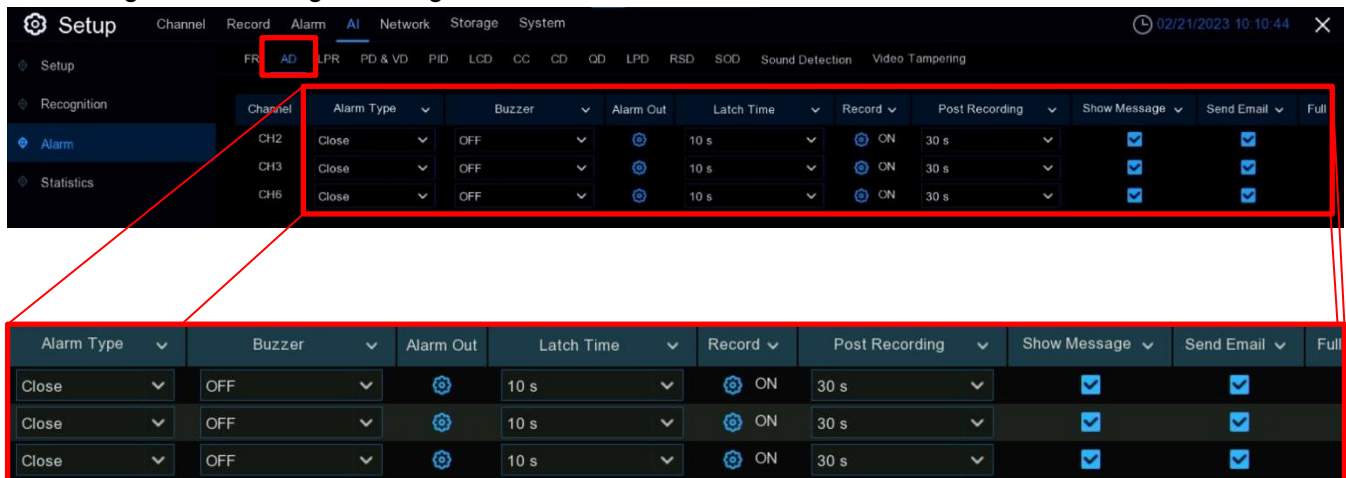 Setup Channel Record Alarm AI Network Storage System 02/21/2023 10:10:44
Setup
FR AD LPR PD & VD PID LCD CC CD QD LPD RSD SOD Sound Detection Video Tampering
Recognition
Alarm
Statistics
Channel Alarm Type Buzzer Alarm Out Latch Time Record Post Recording Show Message Send Email Full
CH2 Close OFF 10 s ON 30 s
CH3 Close OFF 10 s ON 30 s
CH6 Close OFF 10 s ON 30 s
Alarm Type Buzzer Alarm Out Latch Time Record Post Recording Show Message Send Email Full
Close OFF 10 s ON 30 s
Close OFF 10 s ON 30 s
Close OFF 10 s ON 30 s